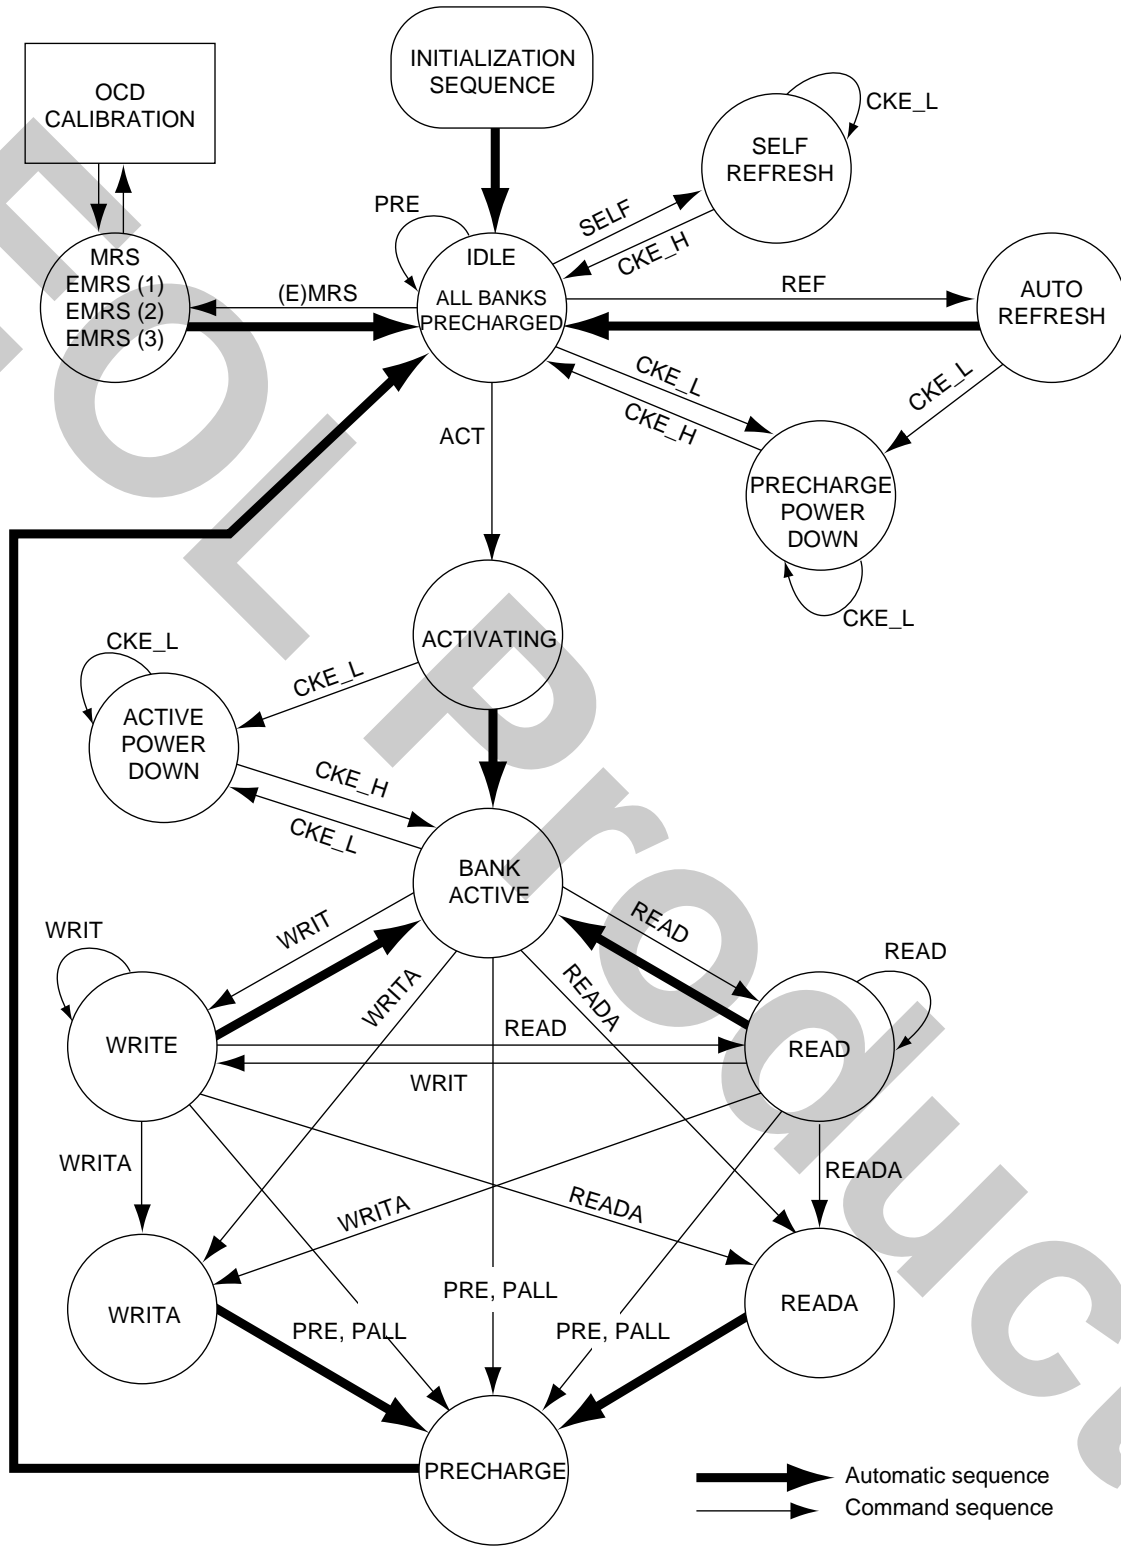 INITIALIZATION
SEQUENCE
OCD
CALIBRATION
CKE_L
SELF
REFRESH
PRE
SELF
CKE_H
MRS
EMRS (1)
EMRS (2)
EMRS (3)
(E)MRS
IDLE
ALL BANKS
PRECHARGED
REF
AUTO
REFRESH
CKE_L
CKE_H
CKE_L
ACT
PRECHARGE
POWER
DOWN
CKE_L
ACTIVATING
CKE_L
CKE_L
ACTIVE
POWER
DOWN
CKE_H
CKE_L
BANK
ACTIVE
WRIT
WRIT
READ
READ
WRITA
READA
WRITE
READ
WRIT
READ
WRITA
READA
WRITA
READA
WRITA
PRE, PALL
PRE, PALL
PRE, PALL
READA
PRECHARGE
Automatic sequence
Command sequence
EOL Product